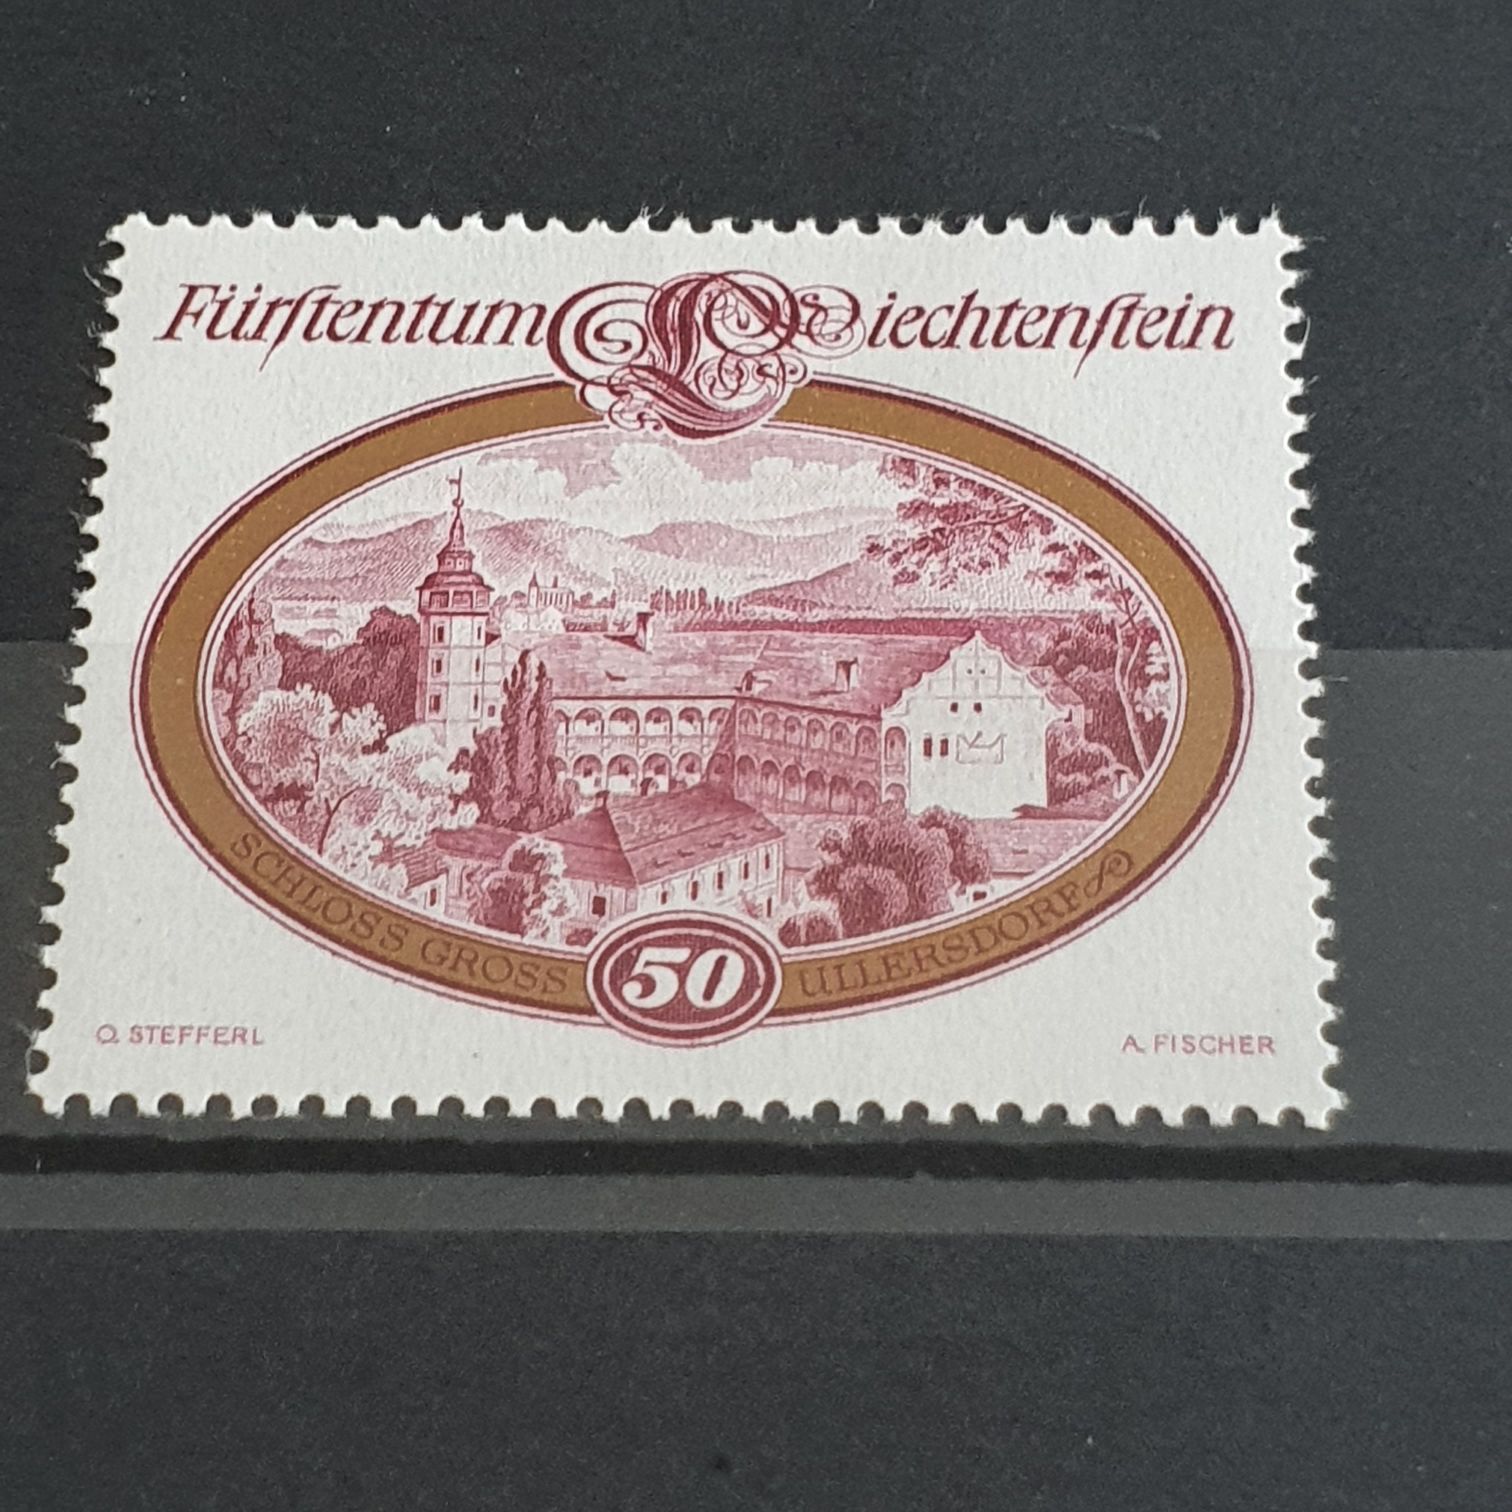 Fürſtentum Liechtenſtein
SCHLOSS GROSS ULLERSDORF
50
O. STEFFERL
A. FISCHER